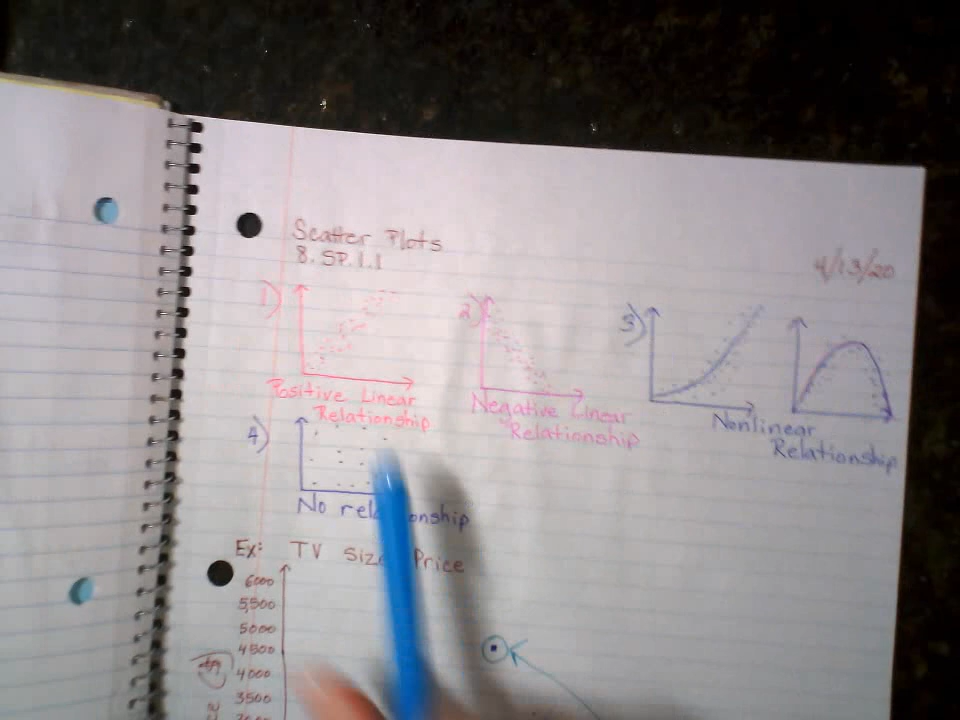 Scatter Plots
8.SP.1.1
4/13/20
1)
Positive Linear
Relationship
2)
Negative Linear
Relationship
3)
Nonlinear
Relationship
4)
No relationship
Ex: TV Size Price
6000
5,500
5000
4500
4000
3500